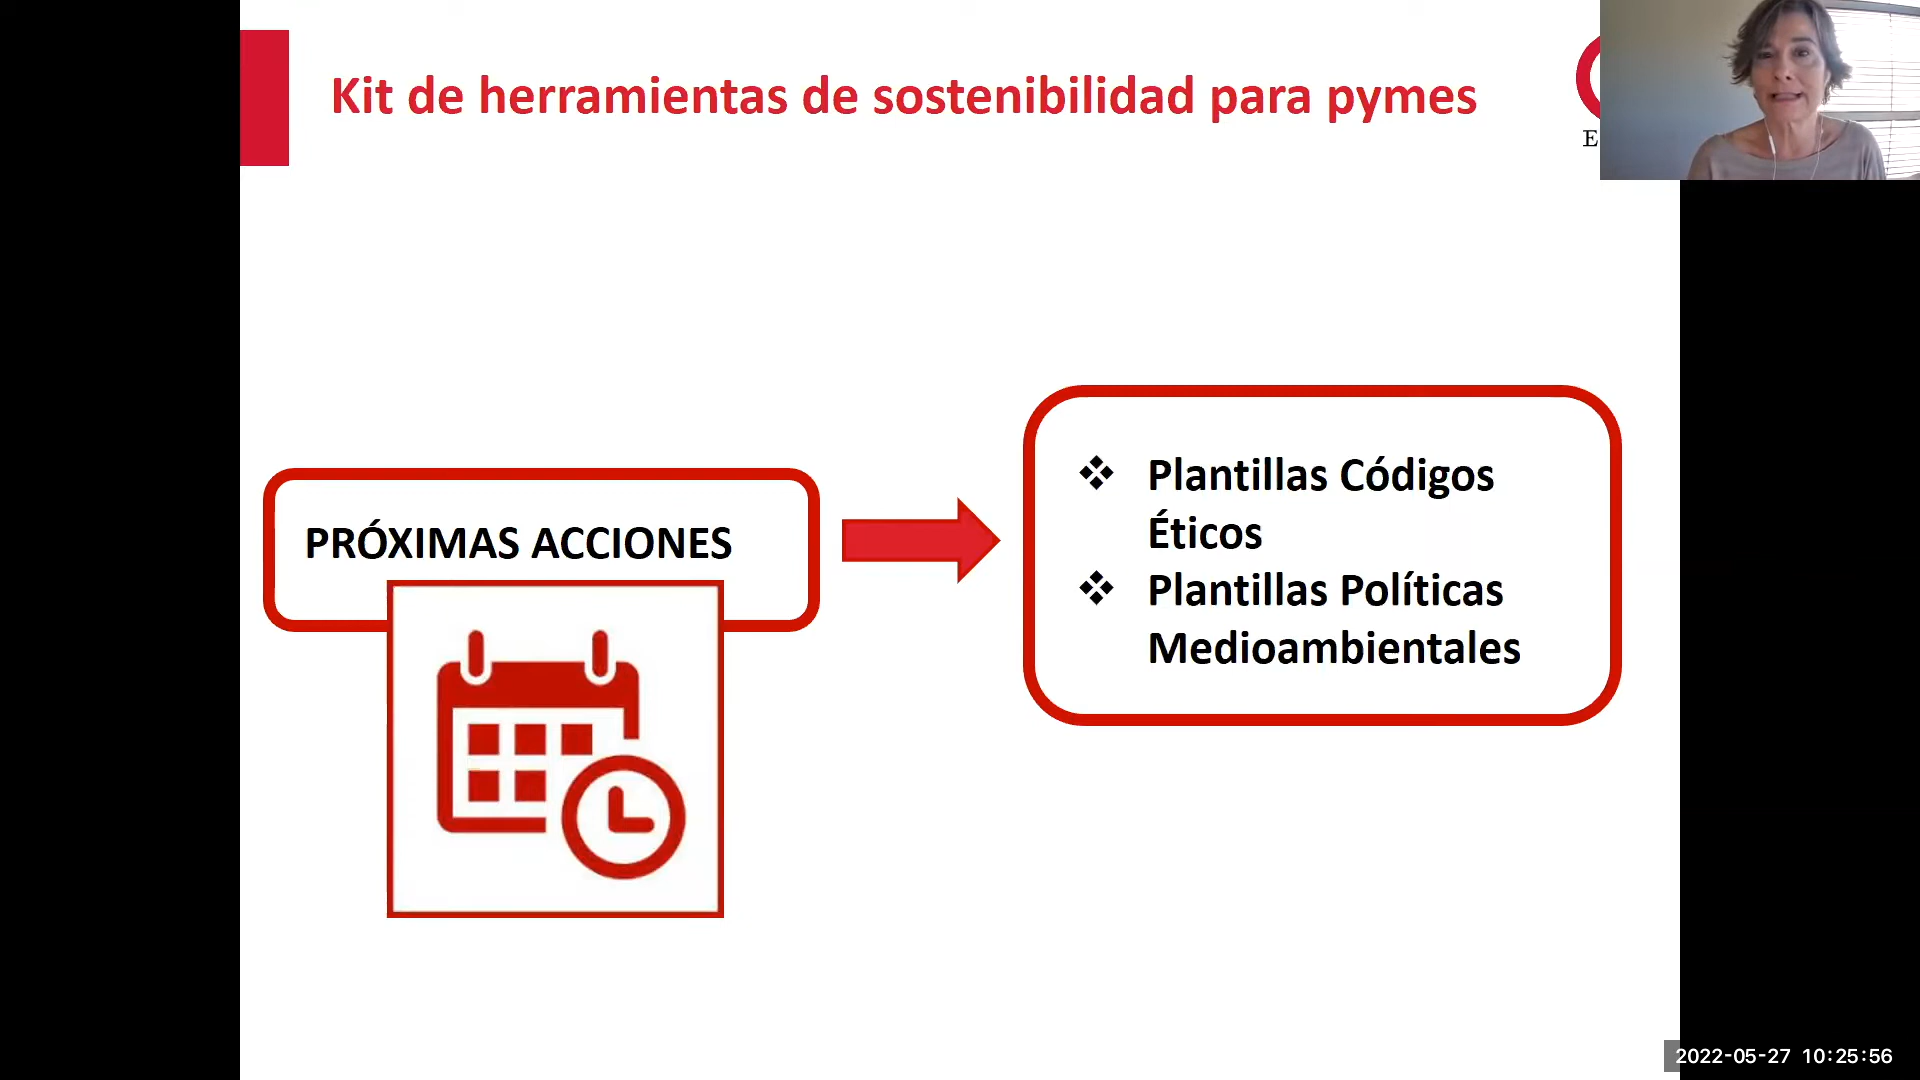 Kit de herramientas de sostenibilidad para pymes
E
PRÓXIMAS ACCIONES
❖ Plantillas Códigos
Éticos
❖ Plantillas Políticas
Medioambientales
2022-05-27 10:25:56